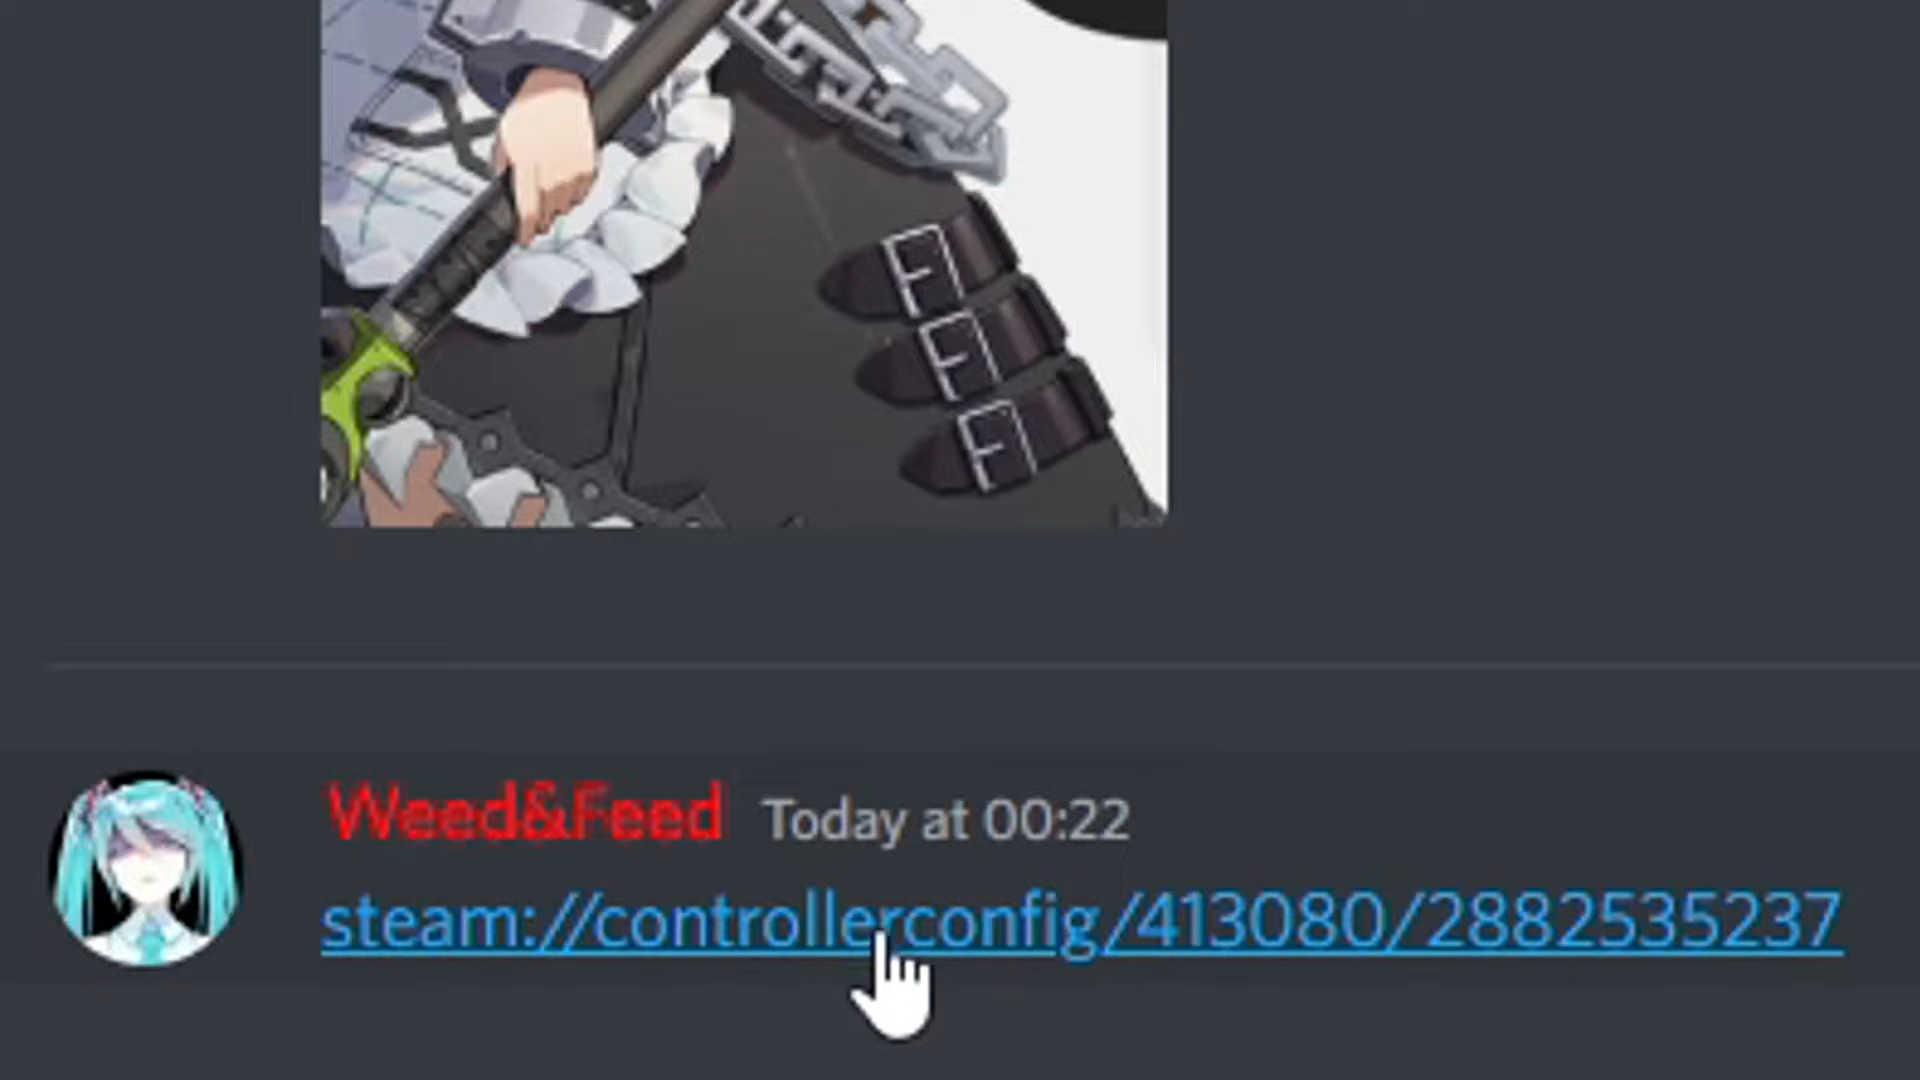 Weed&Feed Today at 00:22
steam://controllerconfig/413080/2882535237